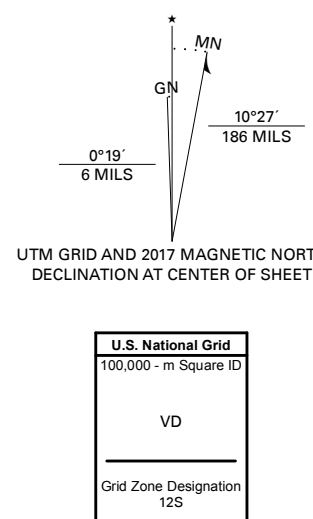 ★
MN
GN
10°27´
186 MILS
0°19´
6 MILS
UTM GRID AND 2017 MAGNETIC NORT
DECLINATION AT CENTER OF SHEET
U.S. National Grid
100,000 - m Square ID
VD
Grid Zone Designation
12S